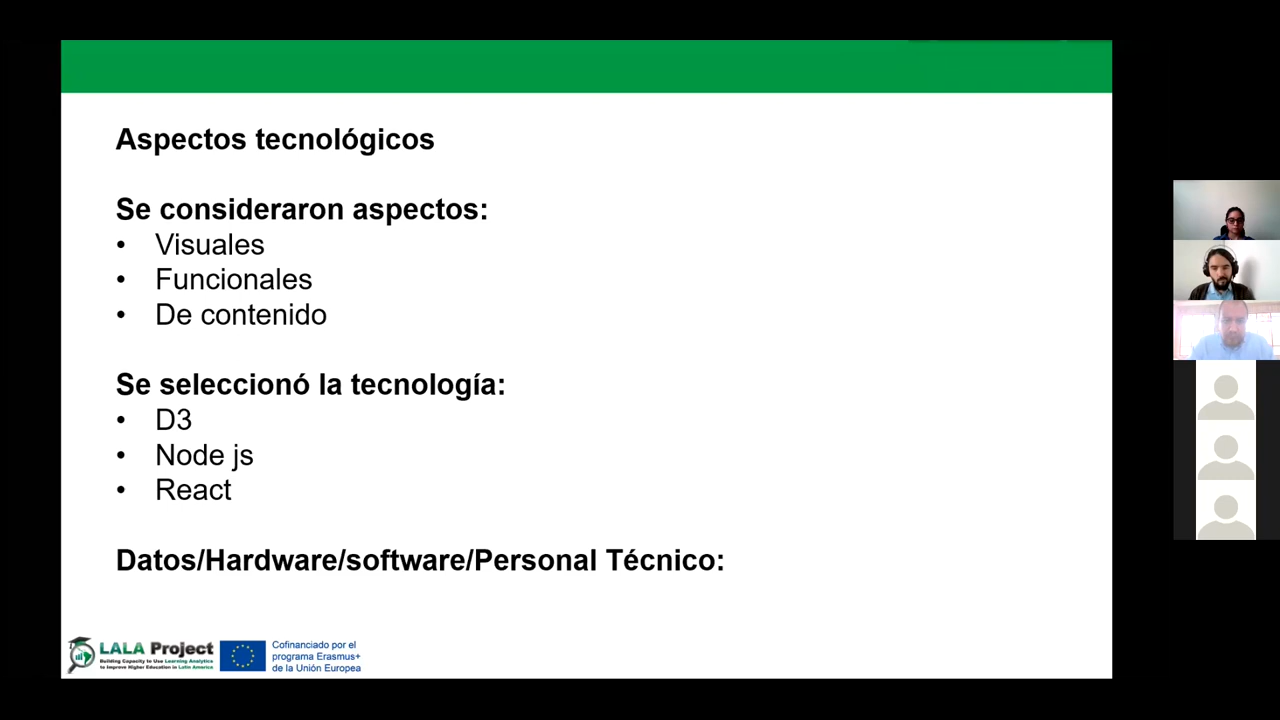 Aspectos tecnológicos
Se consideraron aspectos:
• Visuales
• Funcionales
• De contenido
Se seleccionó la tecnología:
• D3
• Node js
• React
Datos/Hardware/software/Personal Técnico:
LALA Project
Building Capacity to Use Learning Analytics
to Improve Higher Education in Latin America
Cofinanciado por el
programa Erasmus+
de la Unión Europea